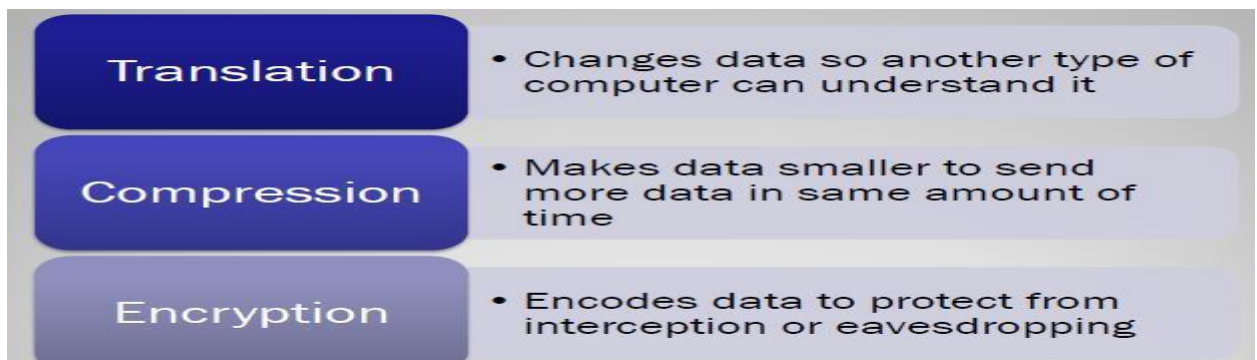 Translation
• Changes data so another type of
computer can understand it
Compression
• Makes data smaller to send
more data in same amount of
time
Encryption
• Encodes data to protect from
interception or eavesdropping